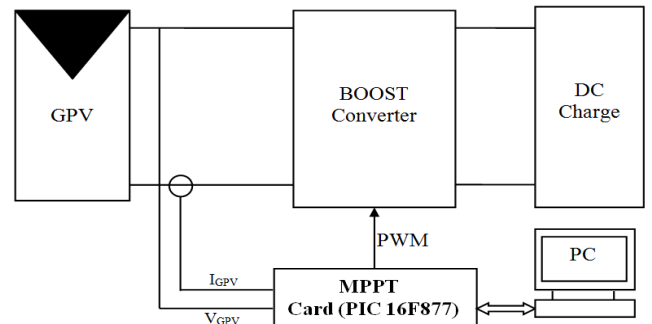 GPV
BOOST
Converter
DC
Charge
PWM
PC
IGPV
MPPT
Card (PIC 16F877)
VGPV